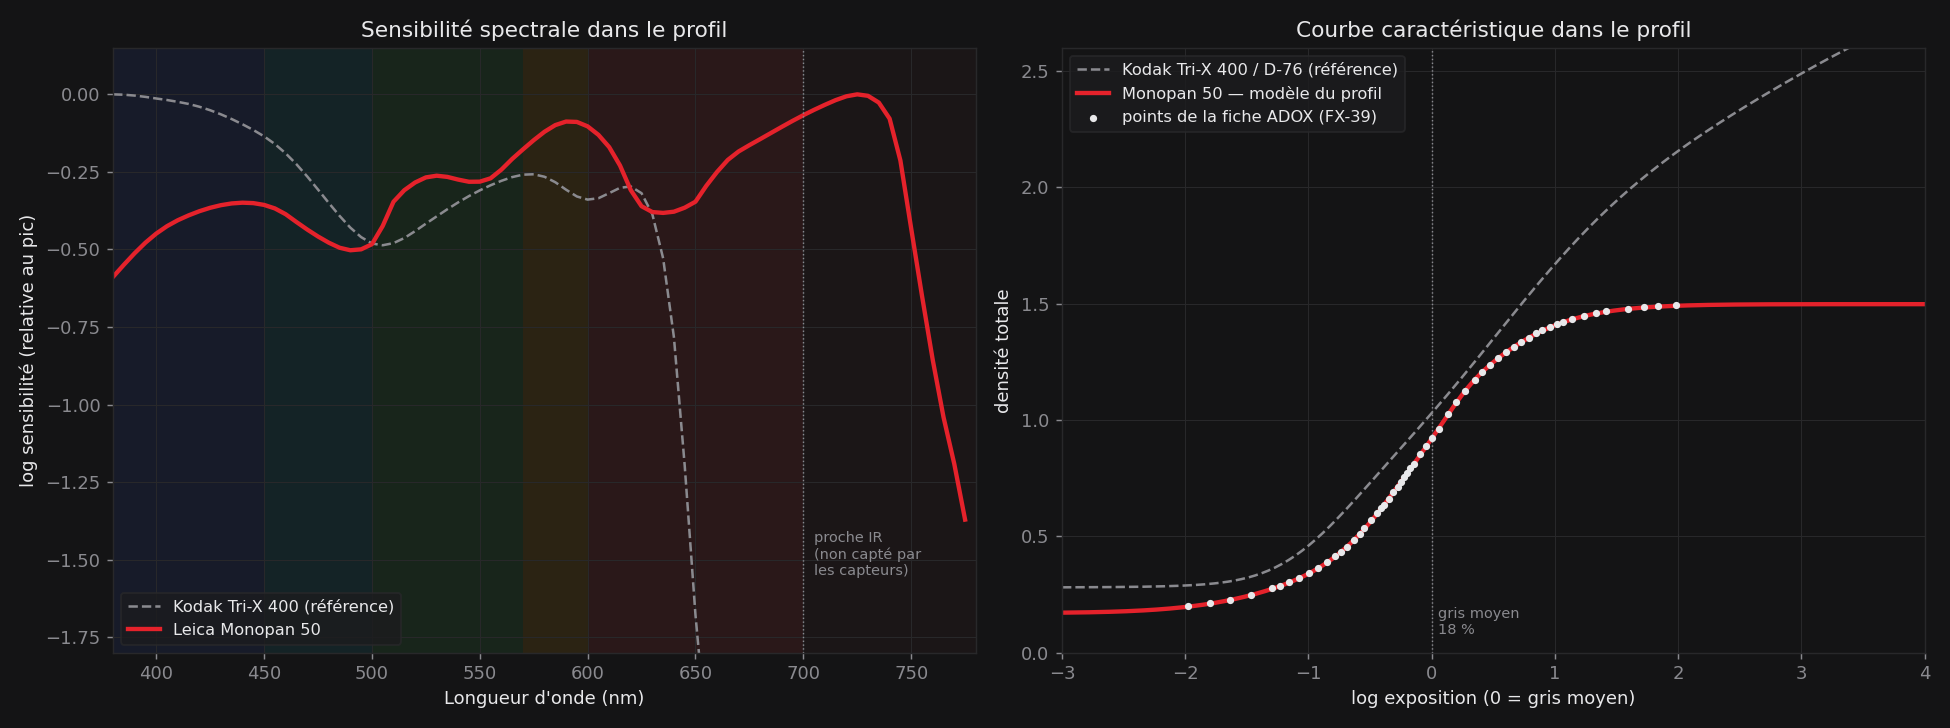 Sensibilité spectrale dans le profil
log sensibilité (relative au pic)
0.00
−0.25
−0.50
−0.75
−1.00
−1.25
−1.50
−1.75
proche IR
(non capté par
les capteurs)
Kodak Tri-X 400 (référence)
Leica Monopan 50
400
450
500
550
600
650
700
750
Longueur d'onde (nm)
Courbe caractéristique dans le profil
densité totale
2.5
2.0
1.5
1.0
0.5
0.0
Kodak Tri-X 400 / D-76 (référence)
Monopan 50 — modèle du profil
points de la fiche ADOX (FX-39)
gris moyen
18 %
−3
−2
−1
0
1
2
3
4
log exposition (0 = gris moyen)